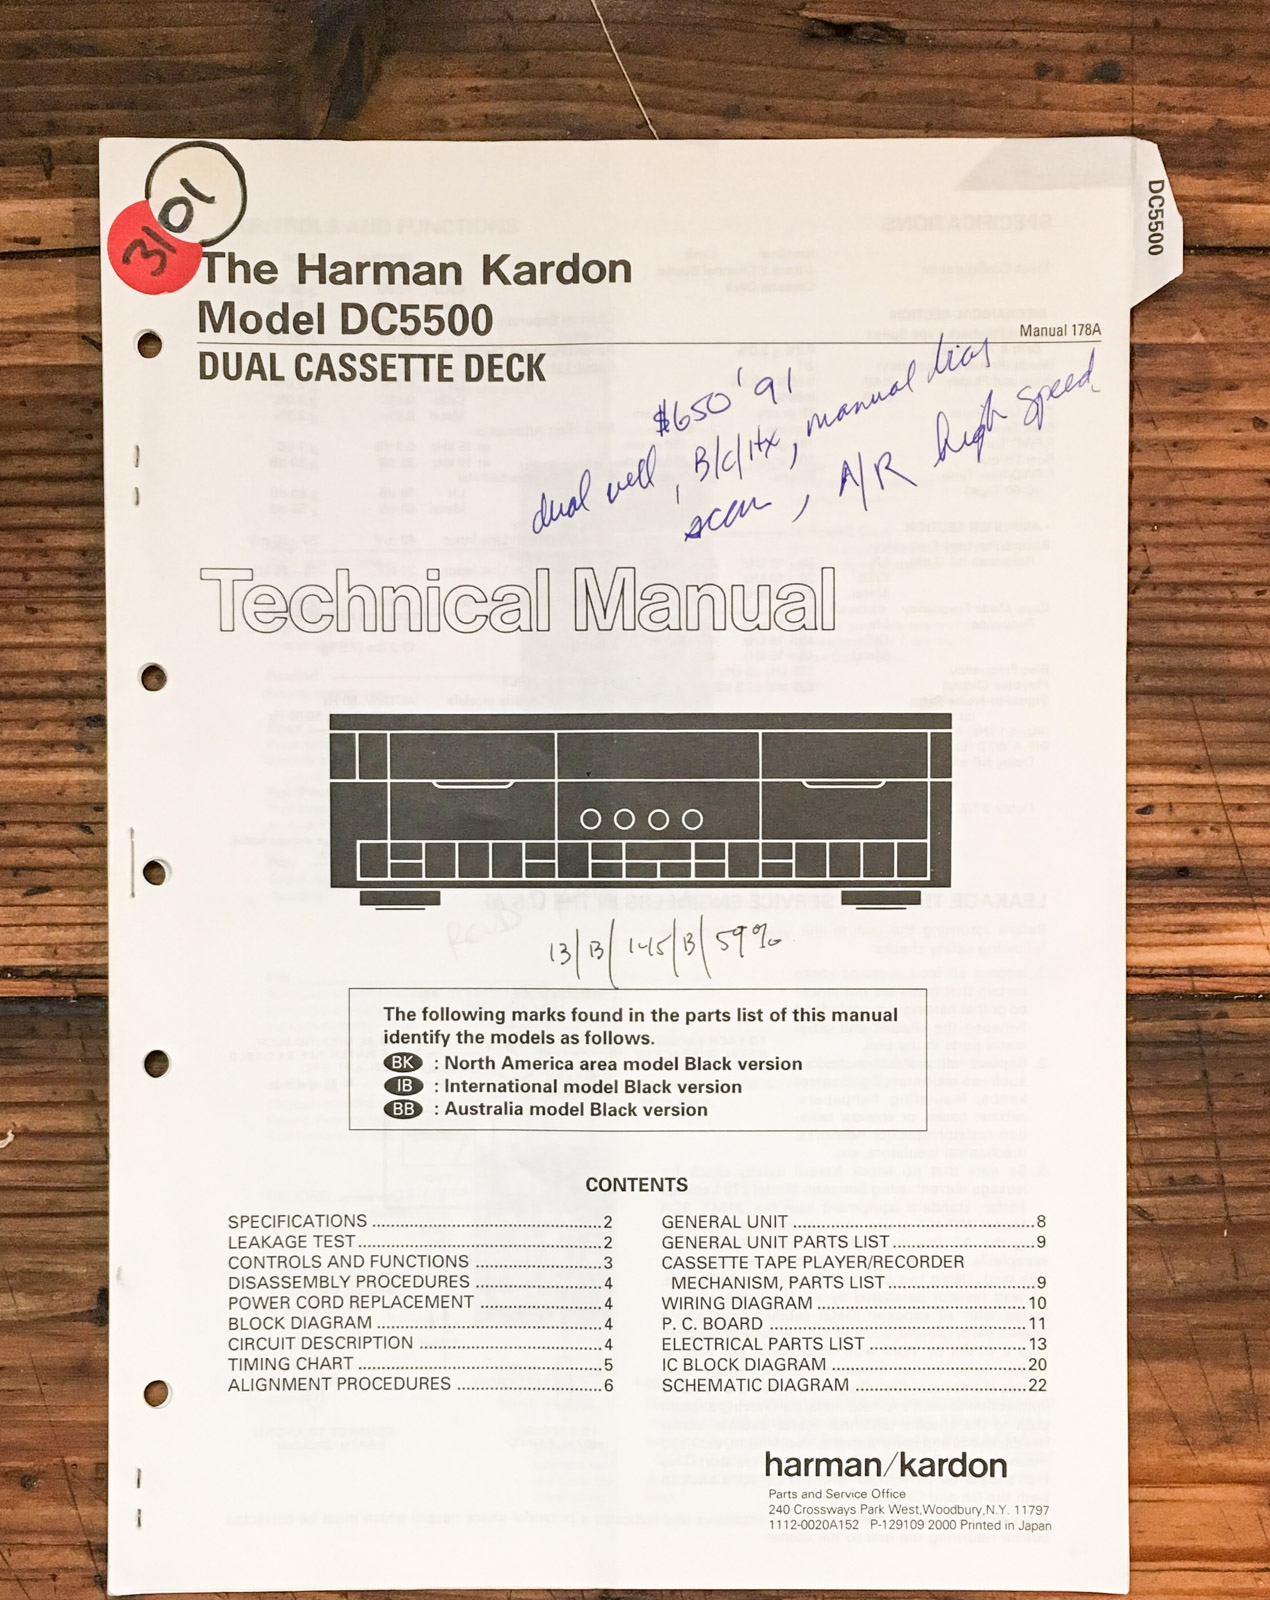 3101
DC5500
The Harman Kardon
Model DC5500
Manual 178A
DUAL CASSETTE DECK
$650 '91
dual well, B/C/Hx, manual bias
scan, A/R high speed
Technical Manual
13/B/145/B/59%
The following marks found in the parts list of this manual
identify the models as follows.
BK : North America area model Black version
IB : International model Black version
BB : Australia model Black version
CONTENTS
SPECIFICATIONS ........ 2
LEAKAGE TEST ........ 2
CONTROLS AND FUNCTIONS ........ 3
DISASSEMBLY PROCEDURES ........ 4
POWER CORD REPLACEMENT ........ 4
BLOCK DIAGRAM ........ 4
CIRCUIT DESCRIPTION ........ 4
TIMING CHART ........ 5
ALIGNMENT PROCEDURES ........ 6
GENERAL UNIT ........ 8
GENERAL UNIT PARTS LIST ........ 9
CASSETTE TAPE PLAYER/RECORDER
MECHANISM, PARTS LIST ........ 9
WIRING DIAGRAM ........ 10
P. C. BOARD ........ 11
ELECTRICAL PARTS LIST ........ 13
IC BLOCK DIAGRAM ........ 20
SCHEMATIC DIAGRAM ........ 22
harman/kardon
Parts and Service Office
240 Crossways Park West,Woodbury,N.Y. 11797
1112-0020A152 P-129109 2000 Printed in Japan